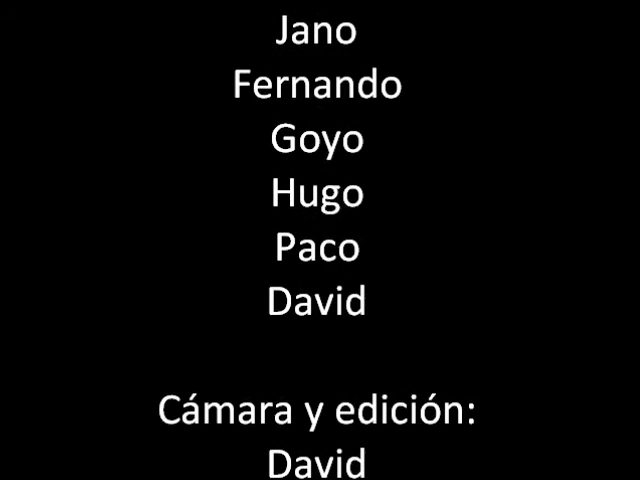 Jano
Fernando
Goyo
Hugo
Paco
David
Cámara y edición:
David